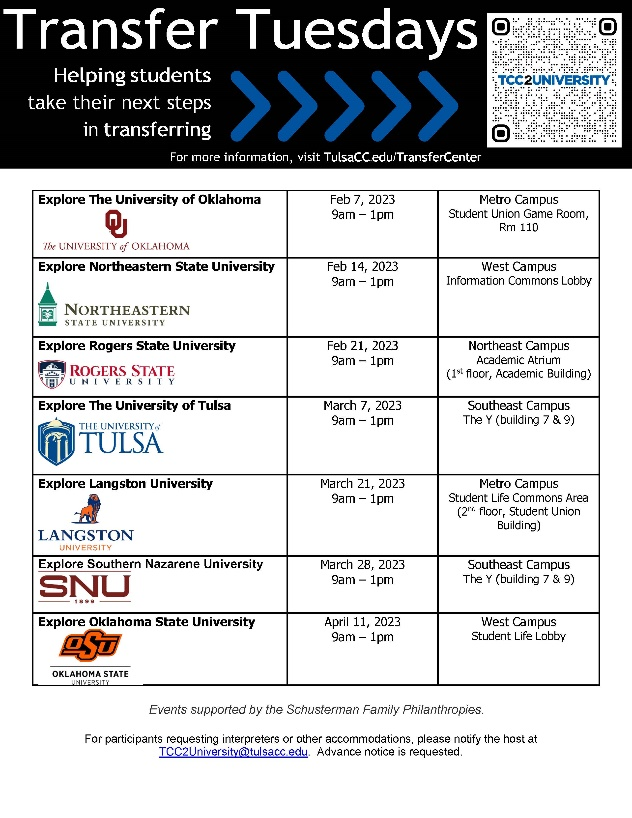 Transfer Tuesdays
Helping students
take their next steps
in transferring
TCC2UNIVERSITY
For more information, visit TulsaCC.edu/TransferCenter
Explore The University of Oklahoma
The UNIVERSITY of OKLAHOMA
Feb 7, 2023
9am – 1pm
Metro Campus
Student Union Game Room,
Rm 110
Explore Northeastern State University
NORTHEASTERN
STATE UNIVERSITY
Feb 14, 2023
9am – 1pm
West Campus
Information Commons Lobby
Explore Rogers State University
ROGERS STATE
UNIVERSITY
Feb 21, 2023
9am – 1pm
Northeast Campus
Academic Atrium
(1st floor, Academic Building)
Explore The University of Tulsa
THE UNIVERSITY of
TULSA
March 7, 2023
9am – 1pm
Southeast Campus
The Y (building 7 & 9)
Explore Langston University
LANGSTON
UNIVERSITY
March 21, 2023
9am – 1pm
Metro Campus
Student Life Commons Area
(2nd floor, Student Union
Building)
Explore Southern Nazarene University
SNU
1899
March 28, 2023
9am – 1pm
Southeast Campus
The Y (building 7 & 9)
Explore Oklahoma State University
OSU
OKLAHOMA STATE
UNIVERSITY
April 11, 2023
9am – 1pm
West Campus
Student Life Lobby
Events supported by the Schusterman Family Philanthropies.
For participants requesting interpreters or other accommodations, please notify the host at
TCC2University@tulsacc.edu. Advance notice is requested.